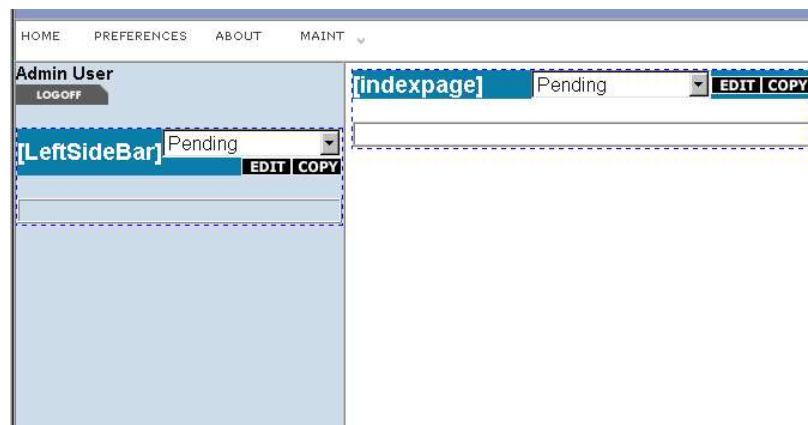 HOME PREFERENCES ABOUT MAINT
Admin User
LOGOFF
[LeftSideBar] Pending
EDIT COPY
[indexpage] Pending EDIT COPY